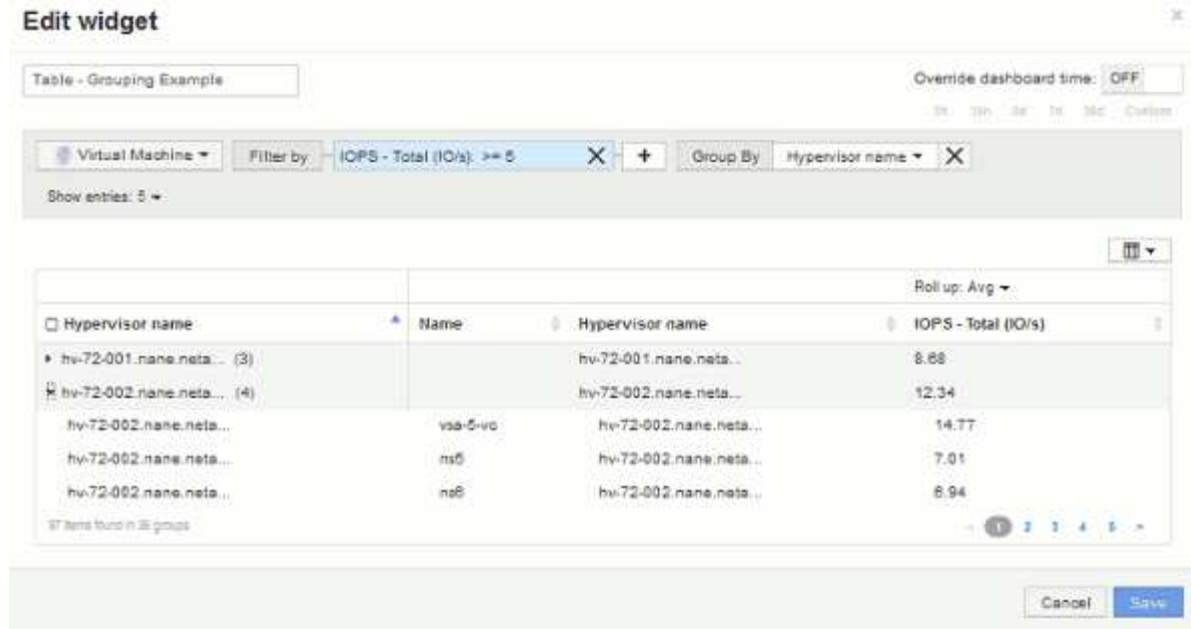 Edit widget
Table - Grouping Example
Override dashboard time: OFF
Custom
Virtual Machine Filter by IOPS - Total (IO/s): >= 5 Group By Hypervisor name
Show entries: 5
Roll up: Avg
Hypervisor name Name Hypervisor name IOPS - Total (IO/s)
hv-72-001.nane.neta... (3) hv-72-001.nane.neta... 8.68
hv-72-002.nane.neta... (4) hv-72-002.nane.neta... 12.34
hv-72-002.nane.neta... vsa-5-vc hv-72-002.nane.neta... 14.77
hv-72-002.nane.neta... ns5 hv-72-002.nane.neta... 7.01
hv-72-002.nane.neta... ns6 hv-72-002.nane.neta... 6.94
items found in groups 1 2 3 4 5
Cancel Save